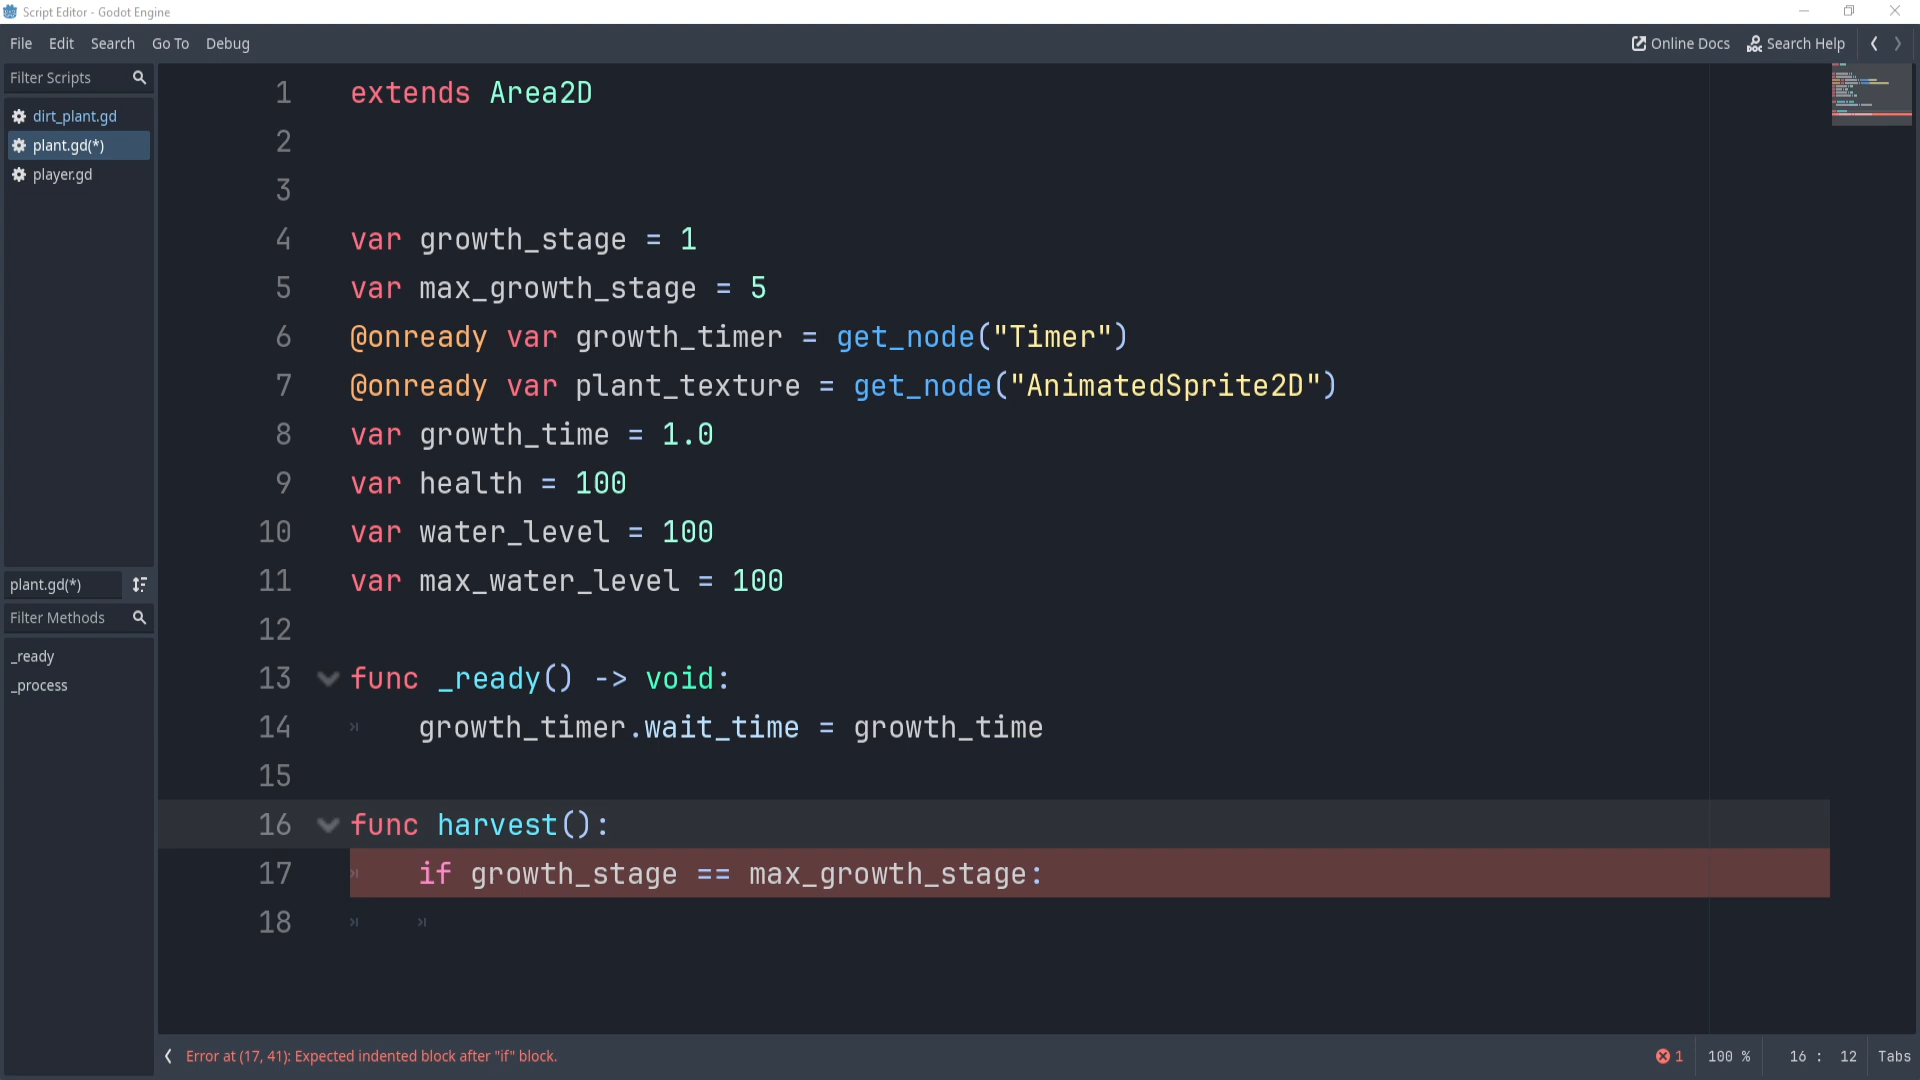 Script Editor - Godot Engine
File Edit Search Go To Debug
Online Docs Search Help
Filter Scripts
dirt_plant.gd
plant.gd(*)
player.gd
plant.gd(*)
Filter Methods
_ready
_process
1 extends Area2D
2
3
4 var growth_stage = 1
5 var max_growth_stage = 5
6 @onready var growth_timer = get_node("Timer")
7 @onready var plant_texture = get_node("AnimatedSprite2D")
8 var growth_time = 1.0
9 var health = 100
10 var water_level = 100
11 var max_water_level = 100
12
13 func _ready() -> void:
14 growth_timer.wait_time = growth_time
15
16 func harvest():
17 if growth_stage == max_growth_stage:
18
Error at (17, 41): Expected indented block after "if" block.
1 100 % 16 : 12 Tabs